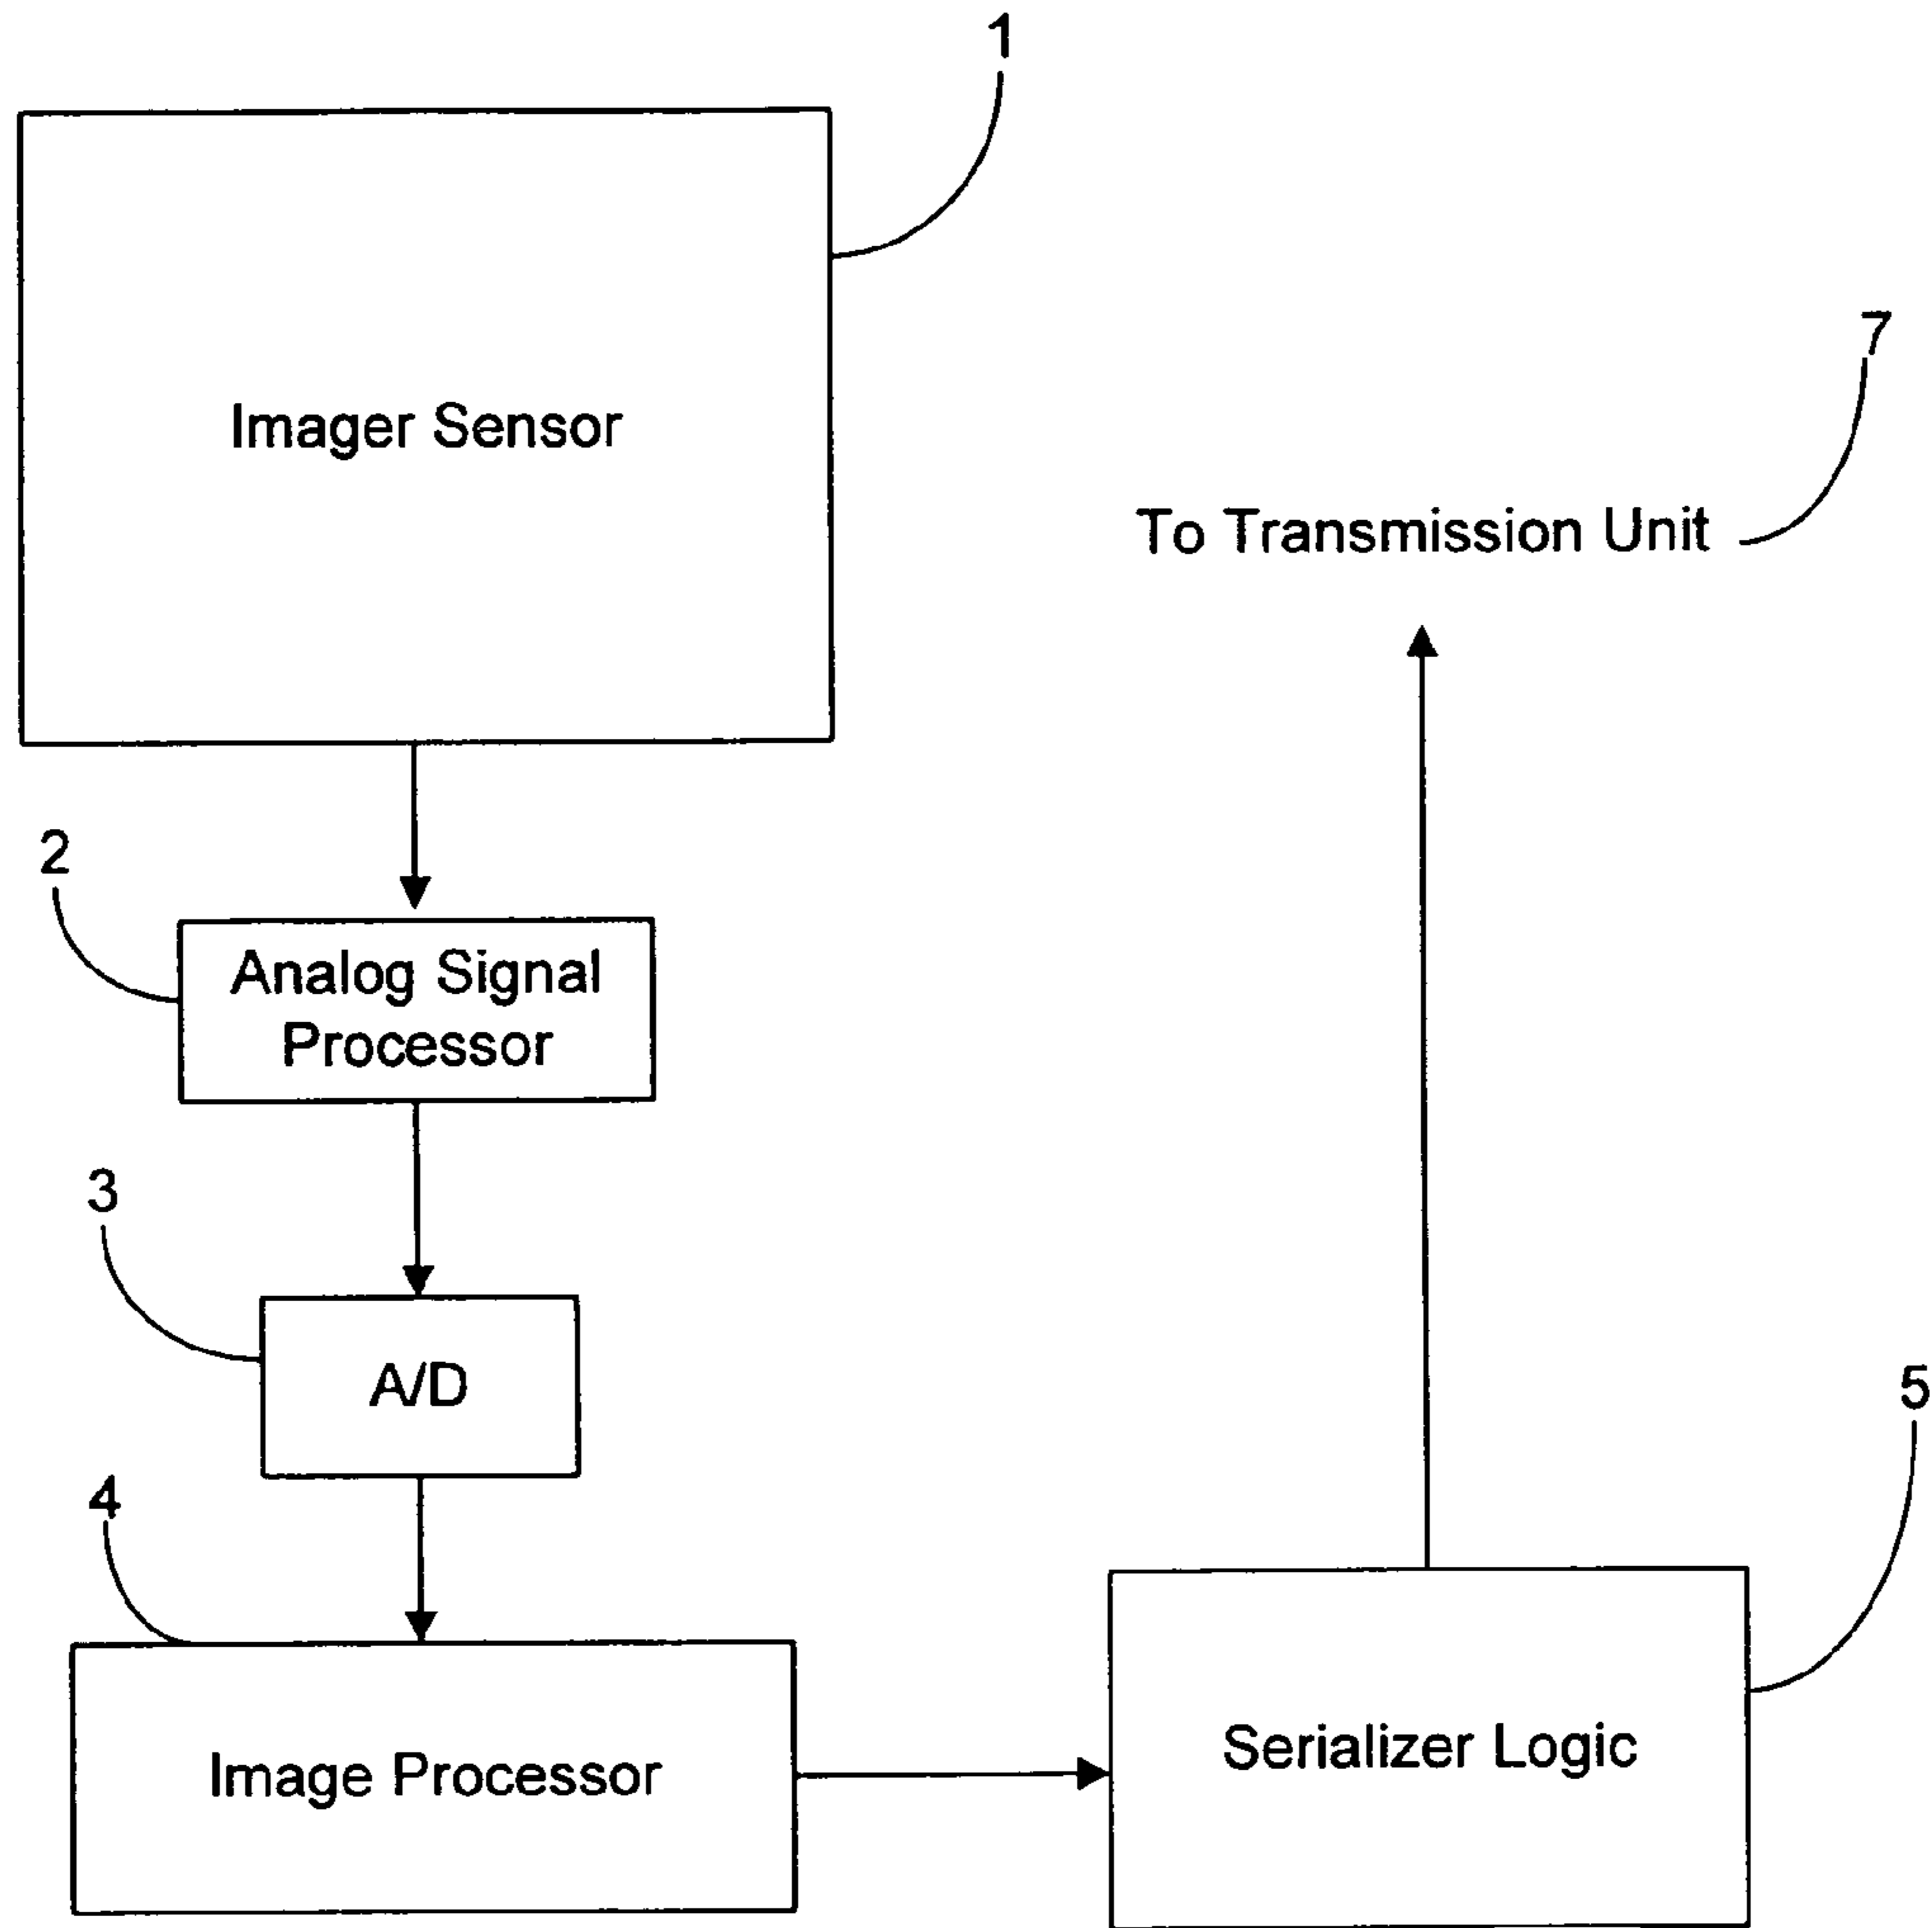 1
Imager Sensor
7
To Transmission Unit
2
Analog Signal
Processor
3
A/D
5
4
Serializer Logic
Image Processor